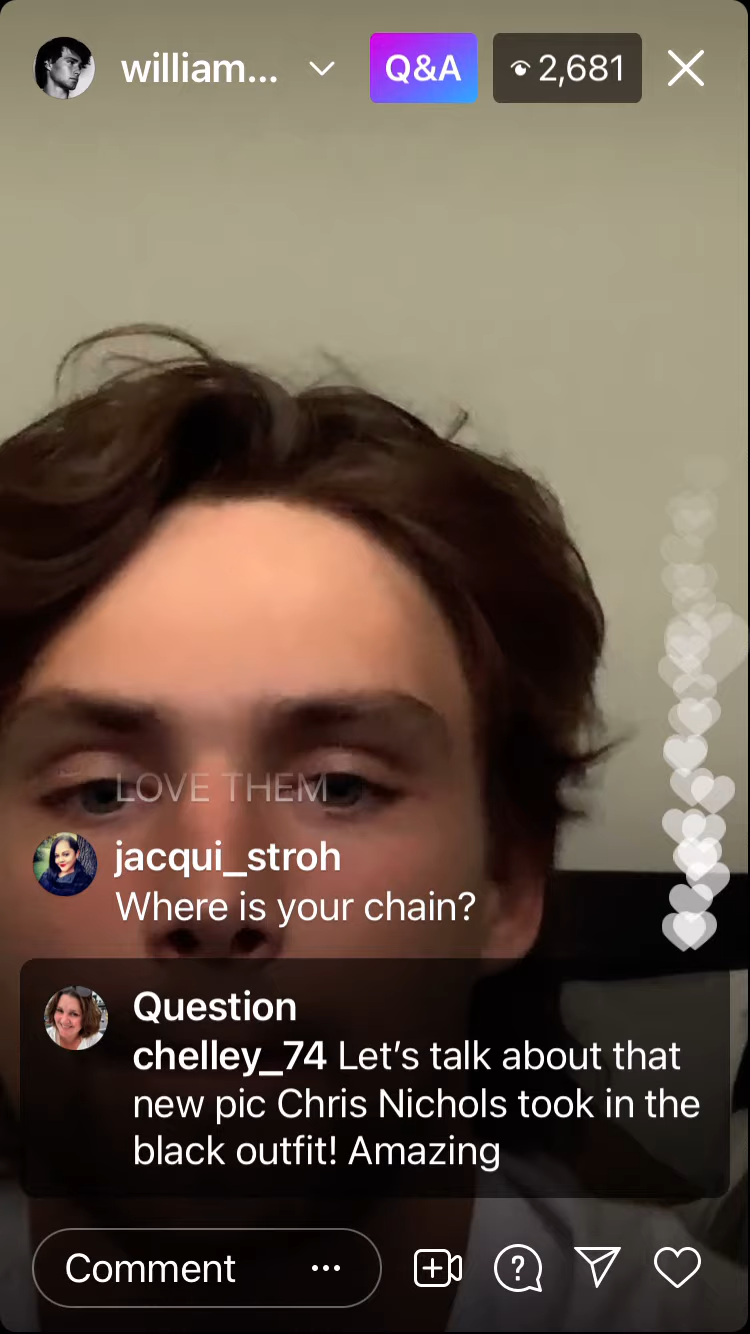 william...
Q&A
2,681
LOVE THEM
jacqui_stroh
Where is your chain?
Question
chelley_74 Let’s talk about that
new pic Chris Nichols took in the
black outfit! Amazing
Comment ...